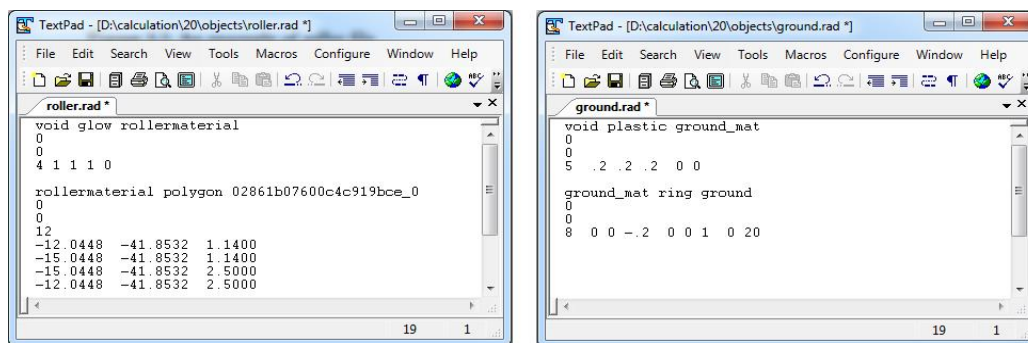 TextPad - [D:\calculation\20\objects\roller.rad *]
File Edit Search View Tools Macros Configure Window Help
roller.rad *
void glow rollermaterial
0
0
4 1 1 1 0
rollermaterial polygon 02861b07600c4c919bce_0
0
0
12
-12.0448 -41.8532 1.1400
-15.0448 -41.8532 1.1400
-15.0448 -41.8532 2.5000
-12.0448 -41.8532 2.5000
19 1
TextPad - [D:\calculation\20\objects\ground.rad *]
File Edit Search View Tools Macros Configure Window Help
ground.rad *
void plastic ground_mat
0
0
5 .2 .2 .2 0 0
ground_mat ring ground
0
0
8 0 0 -.2 0 0 1 0 20
19 1